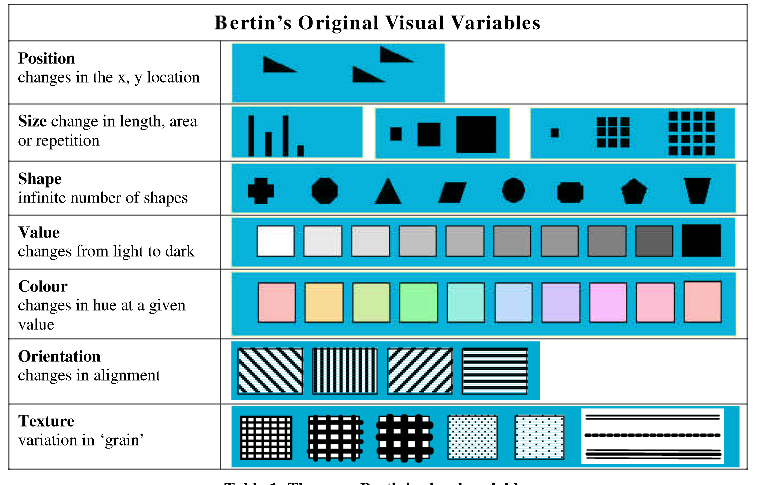 Bertin's Original Visual Variables
Position
changes in the x, y location
Size change in length, area
or repetition
Shape
infinite number of shapes
Value
changes from light to dark
Colour
changes in hue at a given
value
Orientation
changes in alignment
Texture
variation in 'grain'